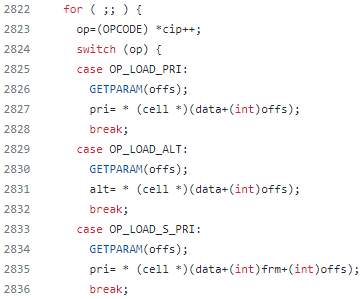 2822 for ( ;; ) {
2823 op=(OPCODE) *cip++;
2824 switch (op) {
2825 case OP_LOAD_PRI:
2826 GETPARAM(offs);
2827 pri= * (cell *)(data+(int)offs);
2828 break;
2829 case OP_LOAD_ALT:
2830 GETPARAM(offs);
2831 alt= * (cell *)(data+(int)offs);
2832 break;
2833 case OP_LOAD_S_PRI:
2834 GETPARAM(offs);
2835 pri= * (cell *)(data+(int)frm+(int)offs);
2836 break;